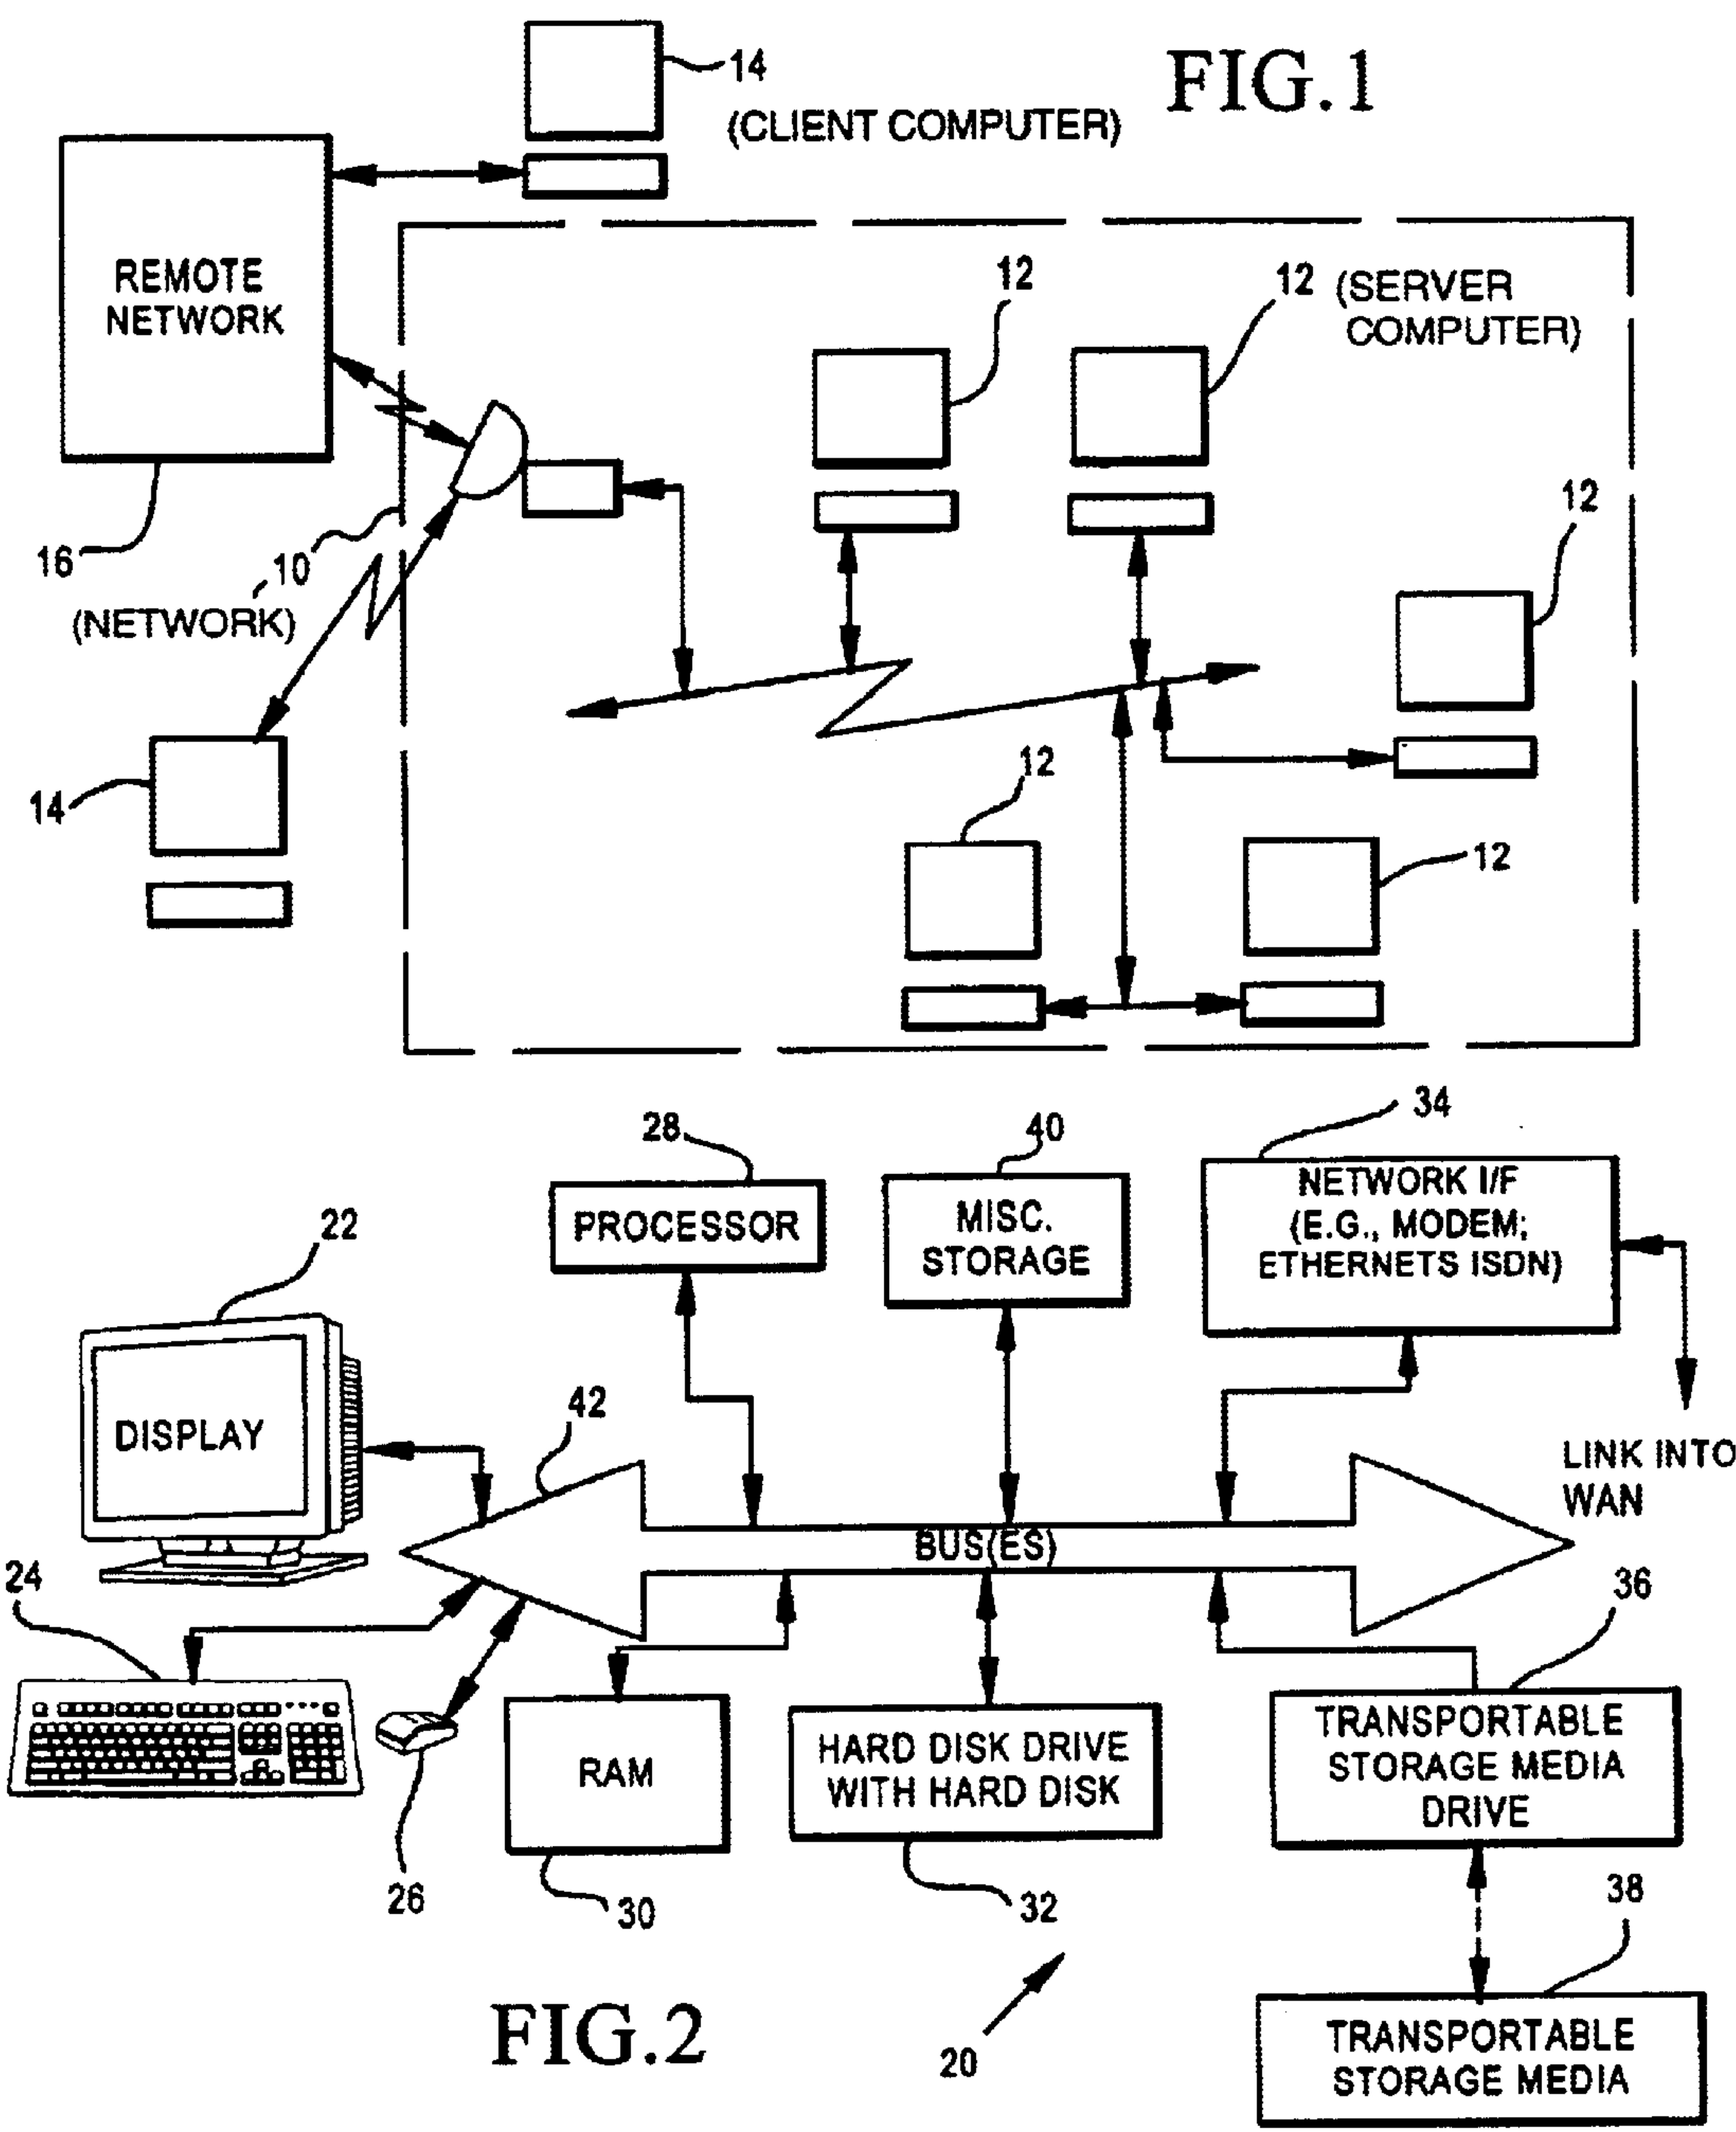 FIG.1
14
(CLIENT COMPUTER)
REMOTE
NETWORK
12
12
(SERVER
COMPUTER)
12
16
10
(NETWORK)
14
12
12
34
28
40
NETWORK I/F
(E.G., MODEM;
ETHERNETS ISDN)
PROCESSOR
MISC.
STORAGE
22
42
DISPLAY
LINK INTO
WAN
BUS(ES)
24
36
TRANSPORTABLE
STORAGE MEDIA
DRIVE
RAM
HARD DISK DRIVE
WITH HARD DISK
26
30
32
38
FIG.2
20
TRANSPORTABLE
STORAGE MEDIA